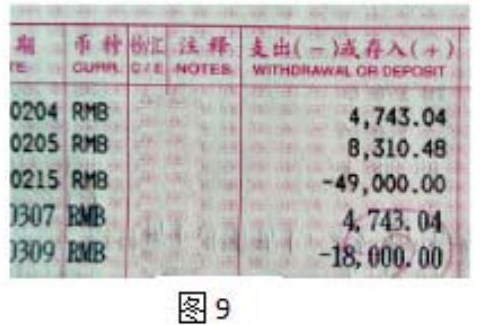 期 币种 钞汇 注释 支出(-)或存入(+)
TE CURR. C/E NOTES WITHDRAWAL OR DEPOSIT
0204 RMB 4,743.04
0205 RMB 8,310.48
0215 RMB -49,000.00
0307 RMB 4,743.04
0309 RMB -18,000.00
图9